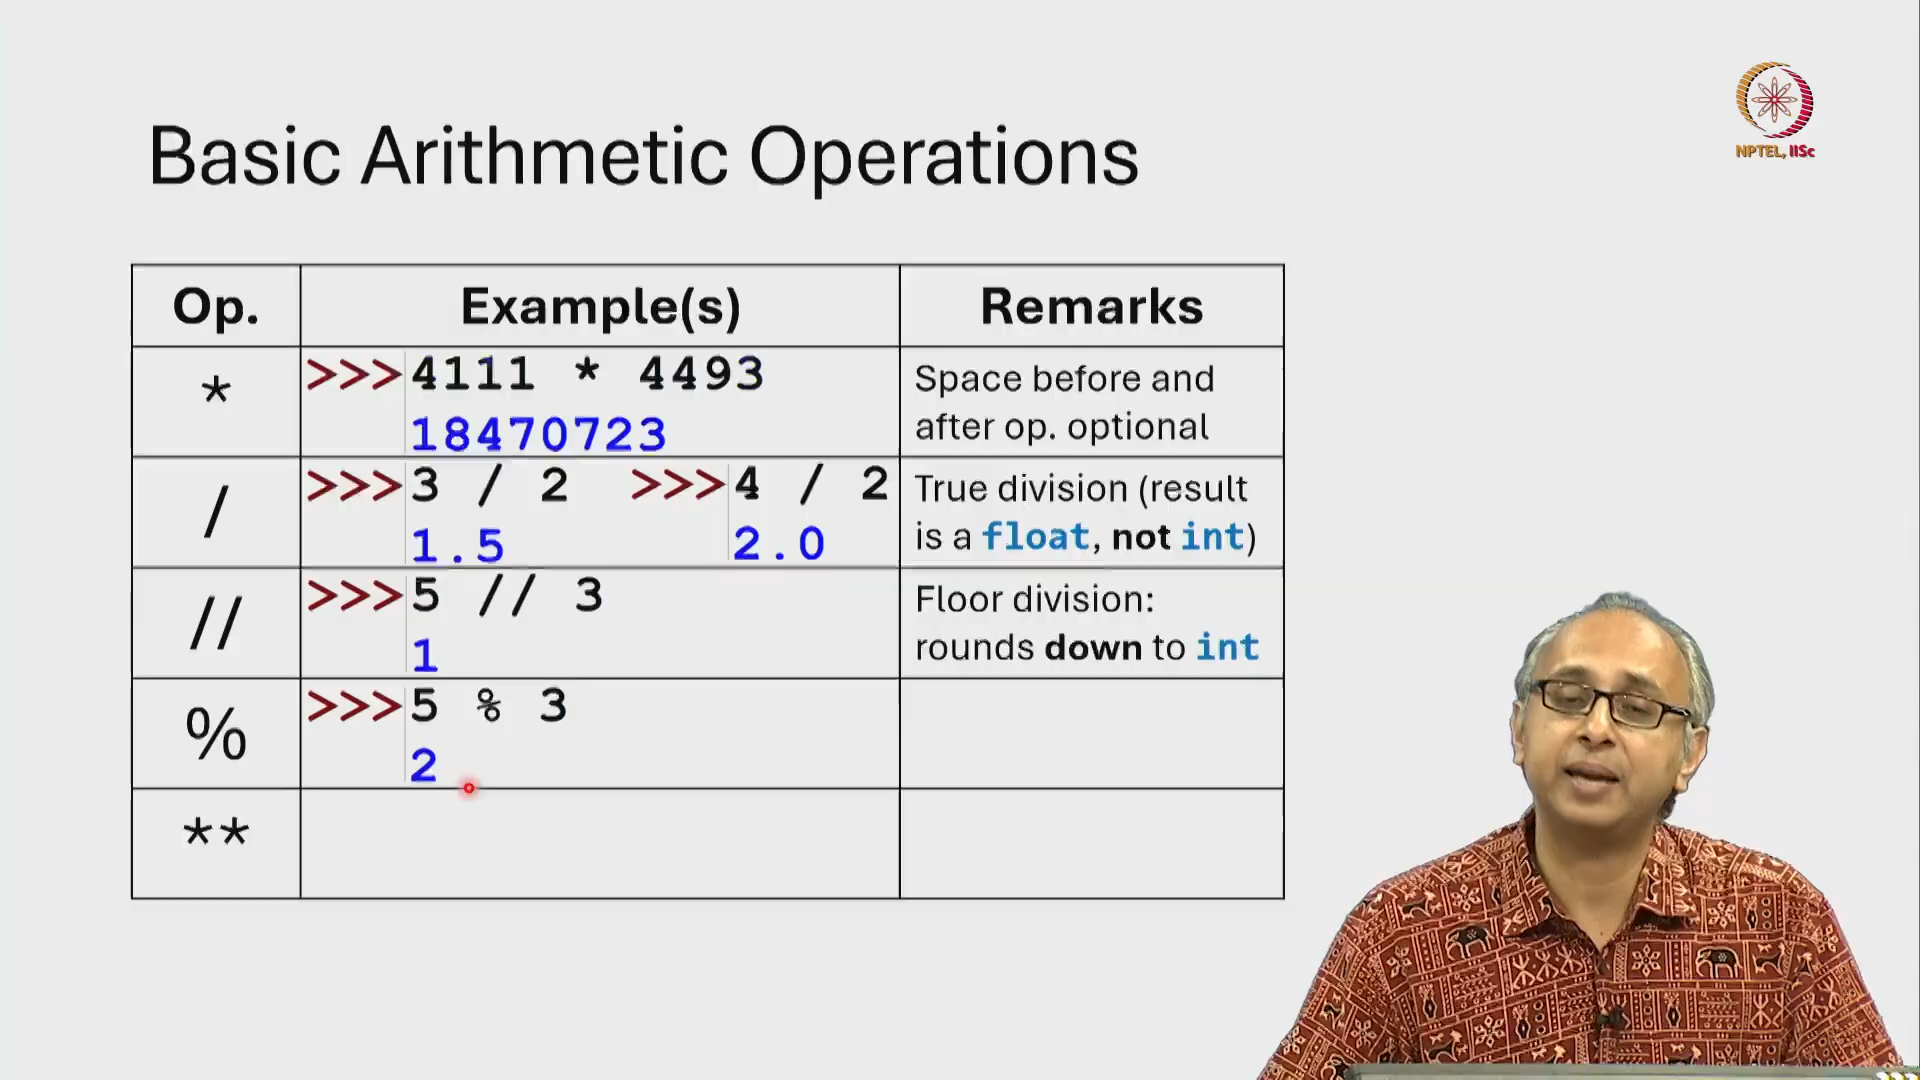 NPTEL, IISc
Basic Arithmetic Operations
Op. Example(s) Remarks
* >>> 4111 * 4493 Space before and
18470723 after op. optional
/ >>> 3 / 2 >>> 4 / 2 True division (result
1.5 2.0 is a float, not int)
// >>> 5 // 3 Floor division:
1 rounds down to int
% >>> 5 % 3
2
**